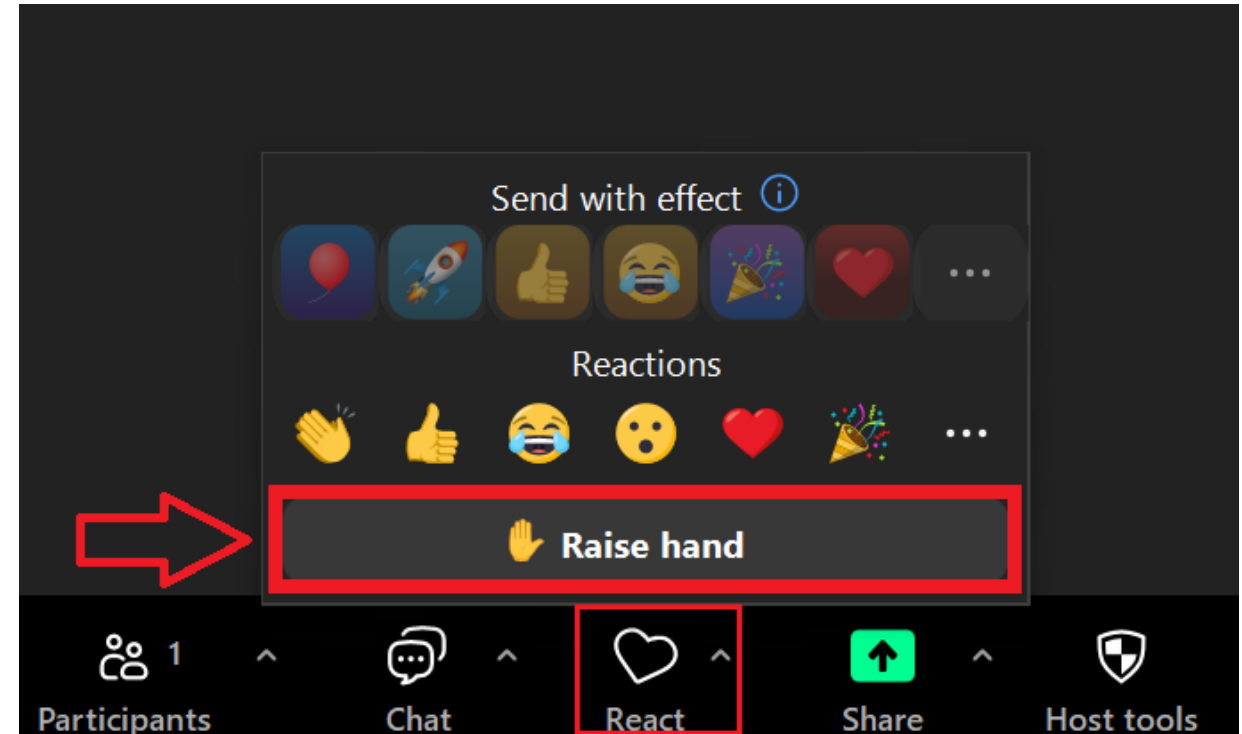 Send with effect
Reactions
Raise hand
1
Participants
Chat
React
Share
Host tools